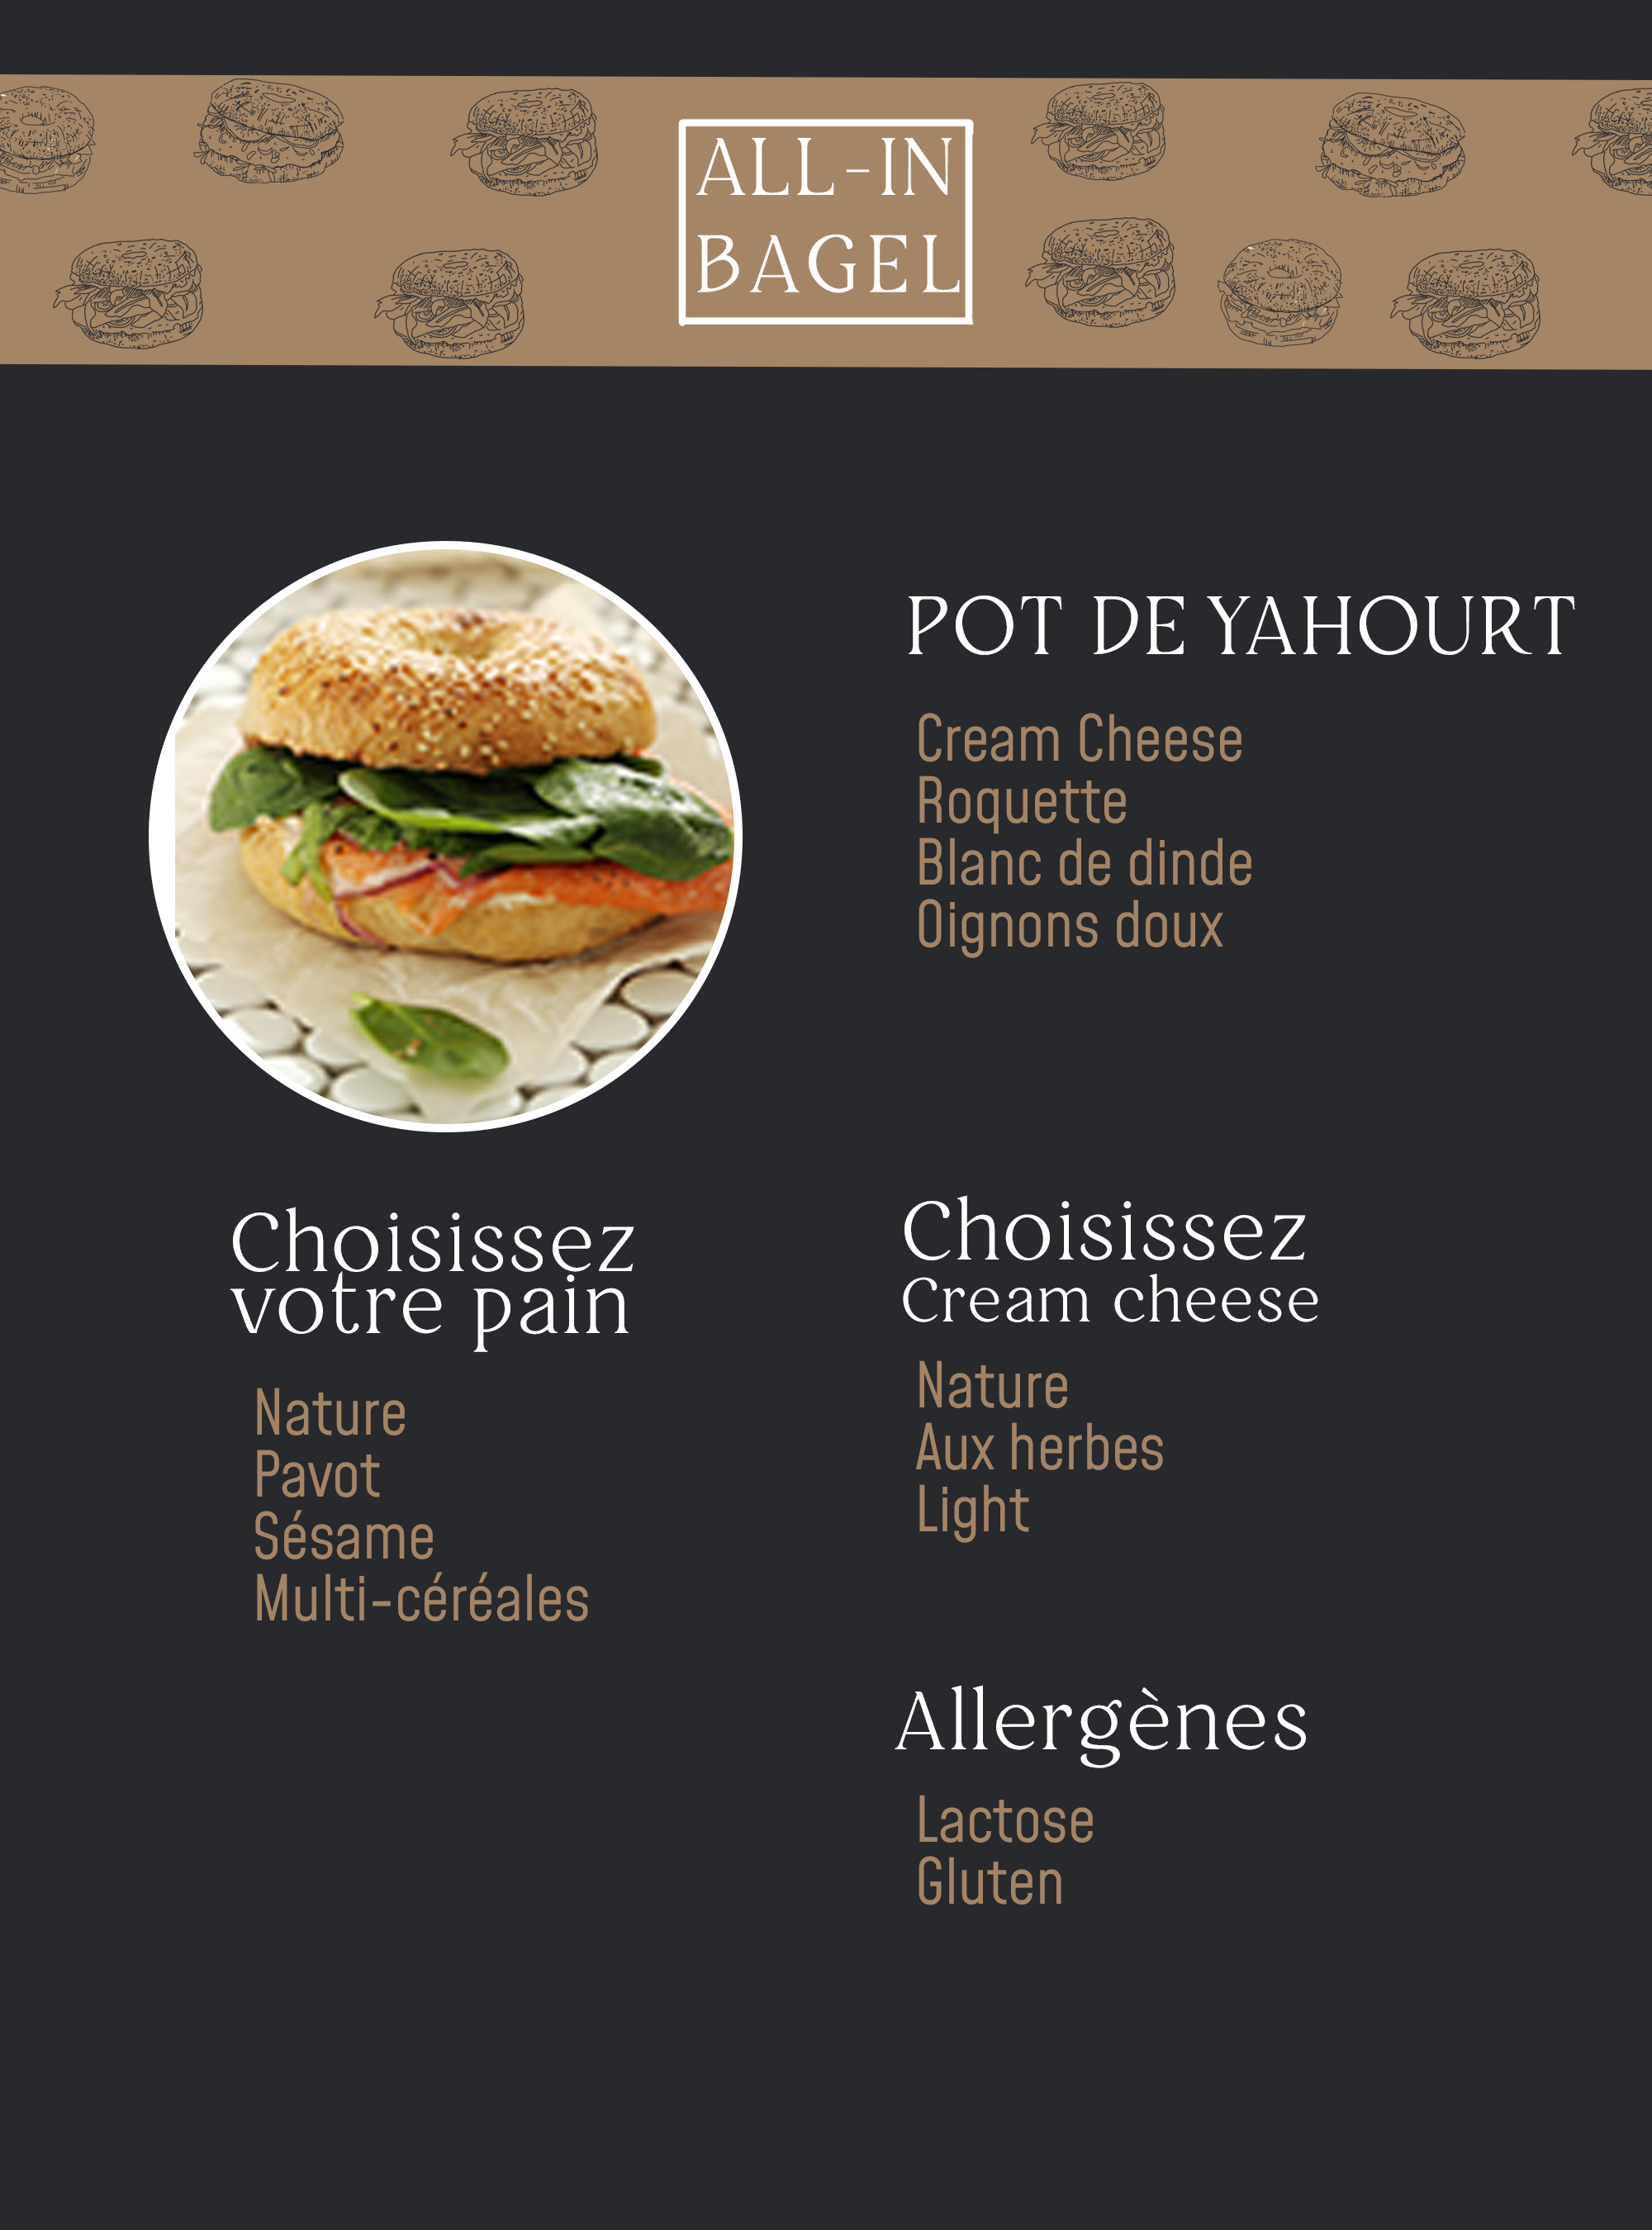 ALL-IN
BAGEL
POT DE YAHOURT
Cream Cheese
Roquette
Blanc de dinde
Oignons doux
Choisissez
votre pain
Nature
Pavot
Sésame
Multi-céréales
Choisissez
Cream cheese
Nature
Aux herbes
Light
Allergènes
Lactose
Gluten